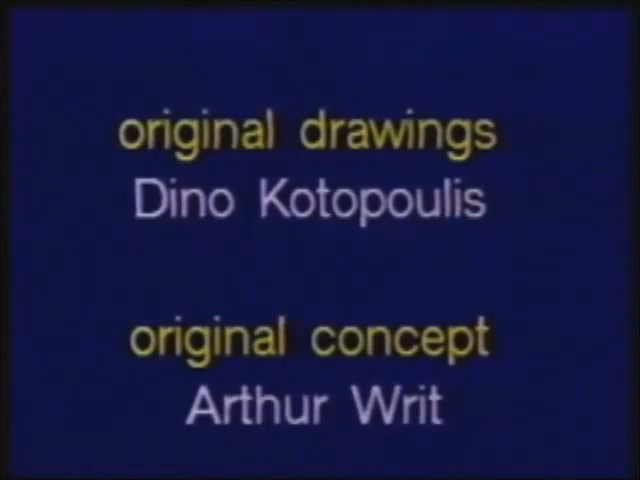 original drawings
Dino Kotopoulis
original concept
Arthur Writ